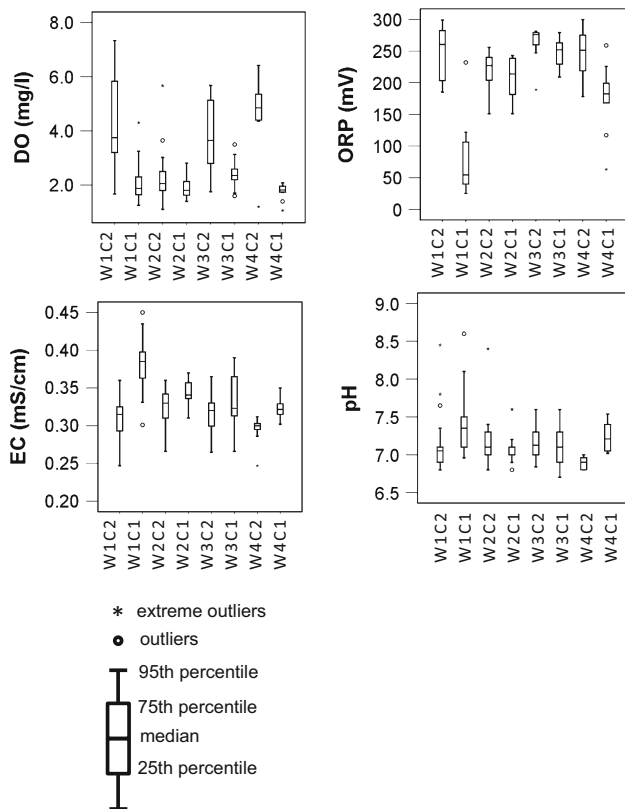 DO (mg/l)
8.0
6.0
4.0
2.0
W1C2
W1C1
W2C2
W2C1
W3C2
W3C1
W4C2
W4C1
ORP (mV)
300
250
200
150
100
50
0
W1C2
W1C1
W2C2
W2C1
W3C2
W3C1
W4C2
W4C1
EC (mS/cm)
0.45
0.40
0.35
0.30
0.25
0.20
W1C2
W1C1
W2C2
W2C1
W3C2
W3C1
W4C2
W4C1
pH
9.0
8.5
8.0
7.5
7.0
6.5
W1C2
W1C1
W2C2
W2C1
W3C2
W3C1
W4C2
W4C1
* extreme outliers
outliers
95th percentile
75th percentile
median
25th percentile